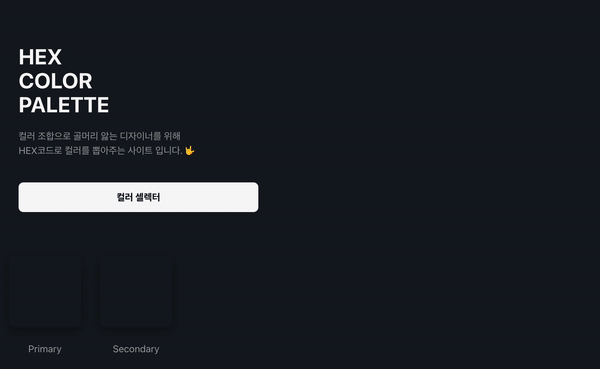 HEX
COLOR
PALETTE
컬러 조합으로 골머리 앓는 디자이너를 위해
HEX코드로 컬러를 뽑아주는 사이트 입니다. 🤟
컬러 셀렉터
Primary
Secondary